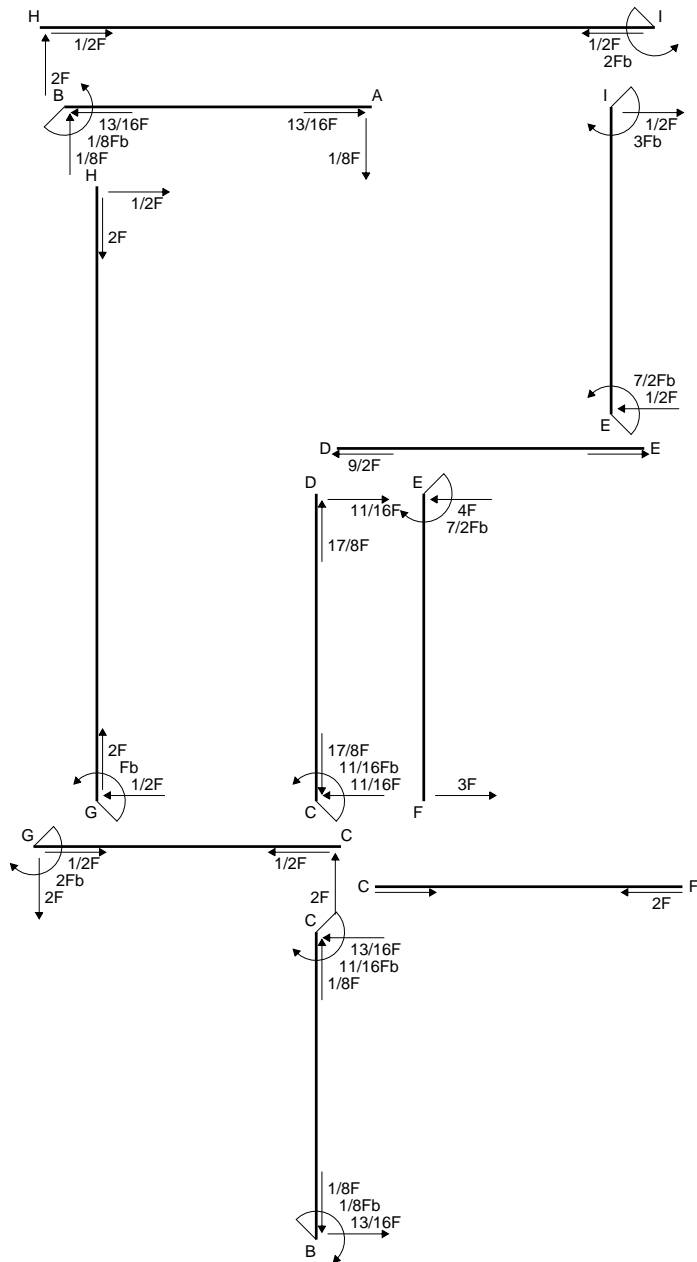 H I
1/2F 1/2F
2Fb
2F
B A I
13/16F 13/16F 1/2F
1/8Fb 3Fb
1/8F 1/8F
H
1/2F
2F
7/2Fb
1/2F
E
D E
9/2F
D E
11/16F 4F
7/2Fb
17/8F
2F 17/8F
Fb 11/16Fb
1/2F 11/16F 3F
G C F
G C
1/2F 1/2F
2Fb
2F 2F
C F
2F
C
13/16F
11/16Fb
1/8F
1/8F
1/8Fb
13/16F
B